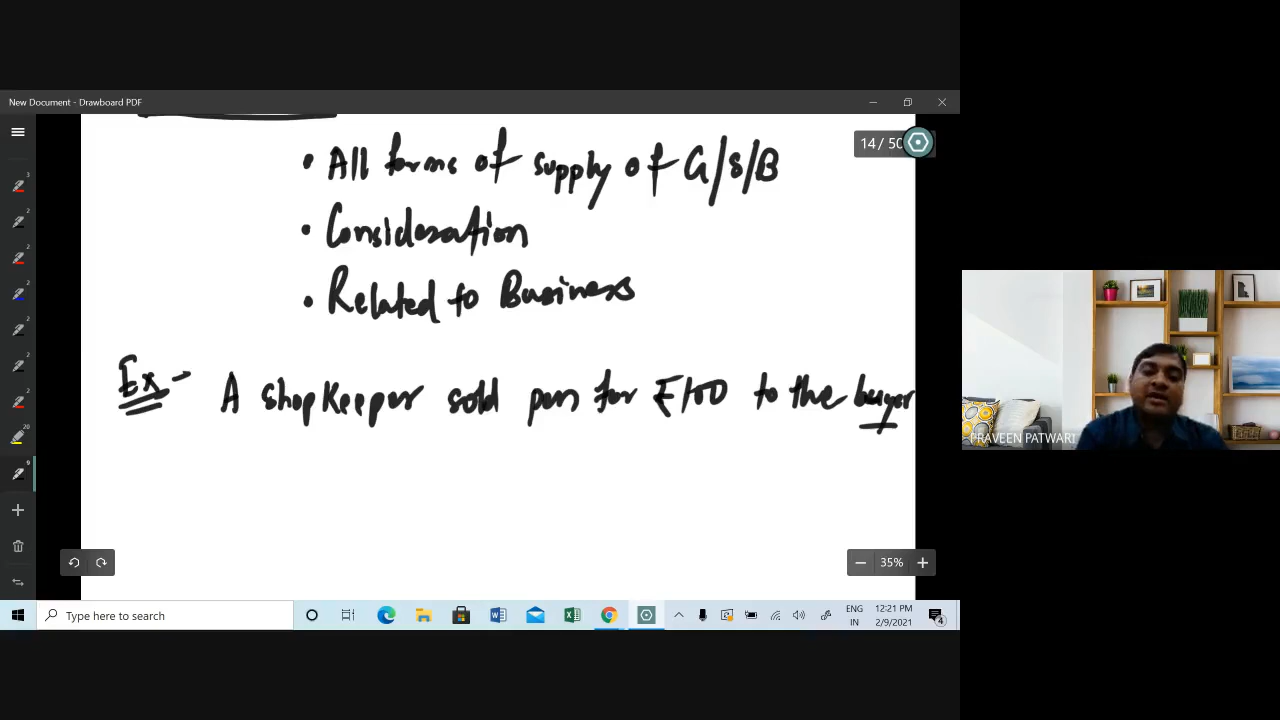 New Document - Drawboard PDF
14 / 50
• All forms of supply of G/S/B
• Consideration
• Related to Business
Ex - A shopkeeper sold pen for ₹100 to the buyer
PRAVEEN PATWARI
35%
Type here to search
ENG
IN
12:21 PM
2/9/2021
4